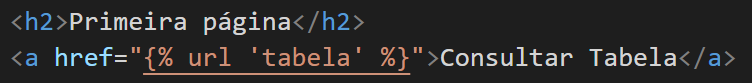 <h2>Primeira página</h2>
<a href="{% url 'tabela' %}">Consultar Tabela</a>